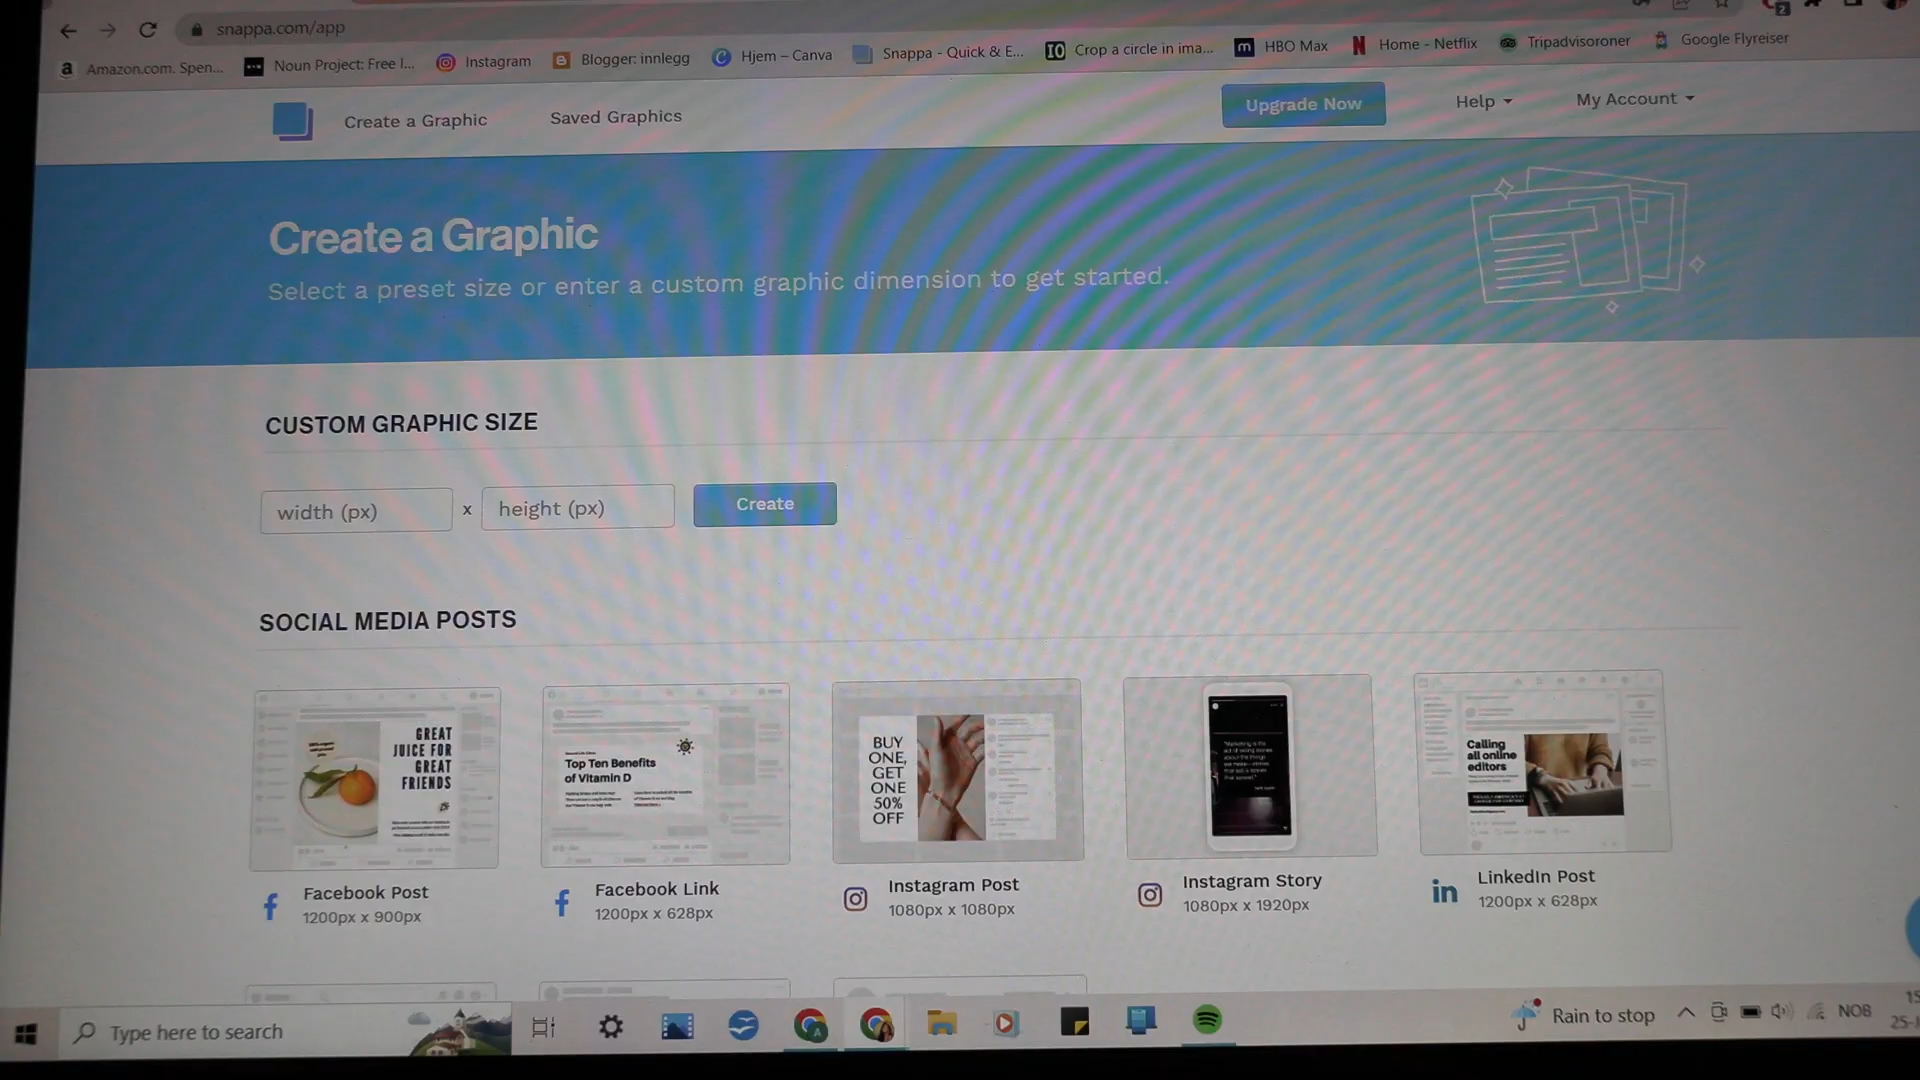 snappa.com/app
2
Amazon.com. Spen... Noun Project: Free I... Instagram Blogger: innlegg Hjem – Canva Snappa - Quick & E... Crop a circle in ima... HBO Max Home - Netflix Tripadvisoroner Google Flyreiser
Create a Graphic Saved Graphics Upgrade Now Help My Account
Create a Graphic
Select a preset size or enter a custom graphic dimension to get started.
CUSTOM GRAPHIC SIZE
width (px) x height (px) Create
SOCIAL MEDIA POSTS
GREAT
JUICE FOR
GREAT
FRIENDS
Top Ten Benefits
of Vitamin D
BUY
ONE,
GET
ONE
50%
OFF
Calling
all online
editors
Facebook Post
1200px x 900px
Facebook Link
1200px x 628px
Instagram Post
1080px x 1080px
Instagram Story
1080px x 1920px
LinkedIn Post
1200px x 628px
Type here to search
Rain to stop
NOB